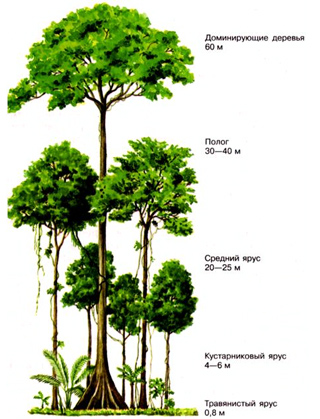 Доминирующие деревья
60 м
Полог
30—40 м
Средний ярус
20—25 м
Кустарниковый ярус
4—6 м
Травянистый ярус
0,8 м